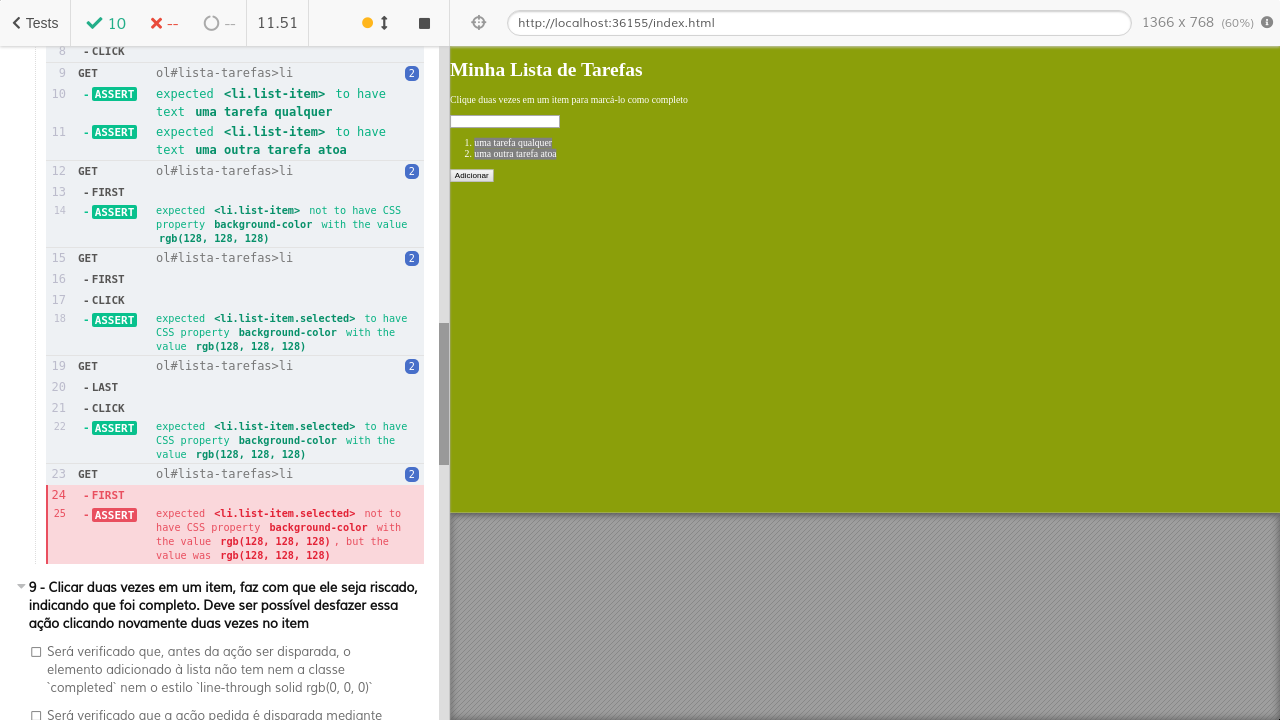 Tests 10 -- -- 11.51 http://localhost:36155/index.html 1366 x 768 (60%)
8 - CLICK
9 GET ol#lista-tarefas>li 2
10 - ASSERT expected <li.list-item> to have
text uma tarefa qualquer
11 - ASSERT expected <li.list-item> to have
text uma outra tarefa atoa
12 GET ol#lista-tarefas>li 2
13 - FIRST
14 - ASSERT expected <li.list-item> not to have CSS
property background-color with the value
rgb(128, 128, 128)
15 GET ol#lista-tarefas>li 2
16 - FIRST
17 - CLICK
18 - ASSERT expected <li.list-item.selected> to have
CSS property background-color with the
value rgb(128, 128, 128)
19 GET ol#lista-tarefas>li 2
20 - LAST
21 - CLICK
22 - ASSERT expected <li.list-item.selected> to have
CSS property background-color with the
value rgb(128, 128, 128)
23 GET ol#lista-tarefas>li 2
24 - FIRST
25 - ASSERT expected <li.list-item.selected> not to
have CSS property background-color with
the value rgb(128, 128, 128), but the
value was rgb(128, 128, 128)
9 - Clicar duas vezes em um item, faz com que ele seja riscado,
indicando que foi completo. Deve ser possível desfazer essa
ação clicando novamente duas vezes no item
Será verificado que, antes da ação ser disparada, o
elemento adicionado à lista não tem nem a classe
`completed` nem o estilo `line-through solid rgb(0, 0, 0)`
Será verificado que a ação pedida é disparada mediante
Minha Lista de Tarefas
Clique duas vezes em um item para marcá-lo como completo
1. uma tarefa qualquer
2. uma outra tarefa atoa
Adicionar